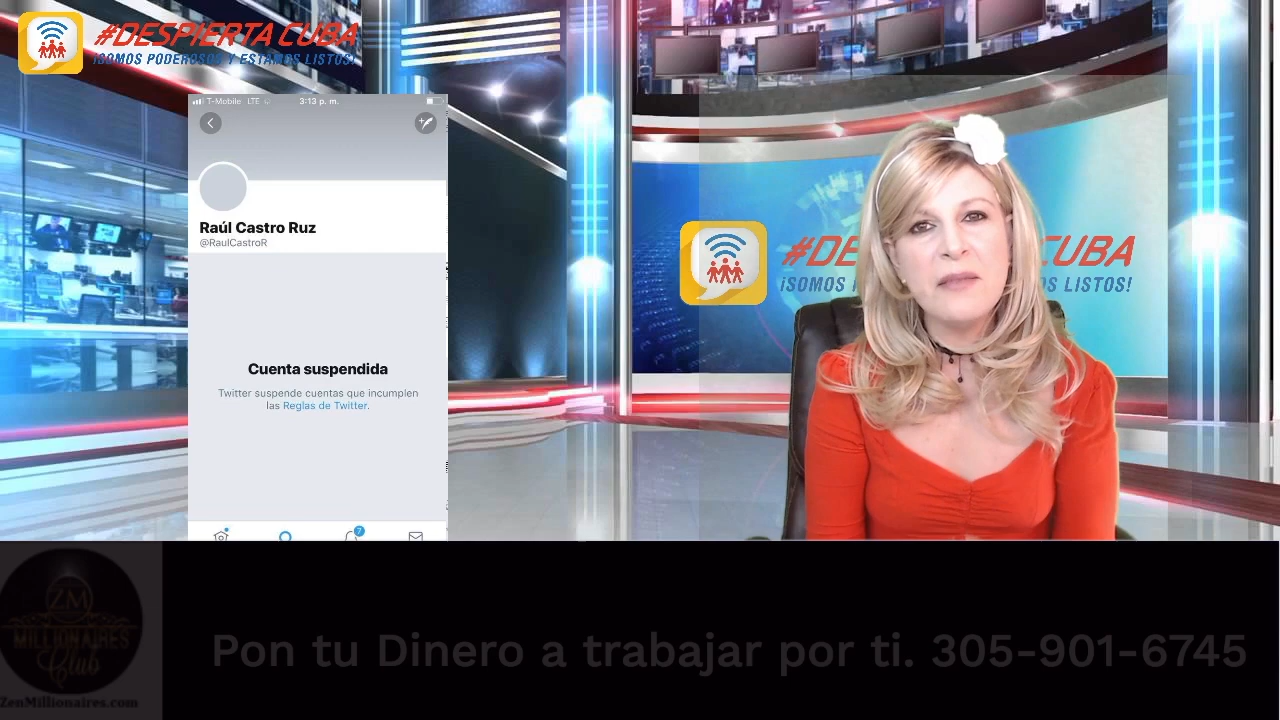 #DESPIERTA CUBA
¡SOMOS PODEROSOS Y ESTAMOS LISTOS!
T-Mobile LTE 3:13 p. m.
Raúl Castro Ruz
@RaulCastroR
Cuenta suspendida
Twitter suspende cuentas que incumplen
las Reglas de Twitter.
7
#DE CUBA
¡SOMOS S LISTOS!
ZM
MILLIONAIRES
Club
ZenMillionaires.com
Pon tu Dinero a trabajar por ti. 305-901-6745